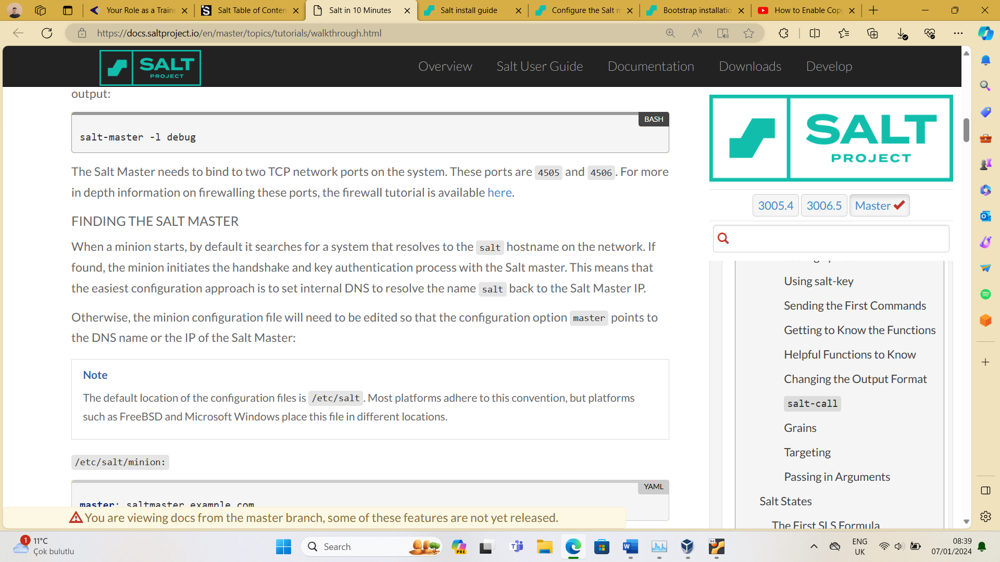 Your Role as a Traine
Salt Table of Conten
Salt in 10 Minutes
Salt install guide
Configure the Salt m
Bootstrap installatio
How to Enable Copy
https://docs.saltproject.io/en/master/topics/tutorials/walkthrough.html
SALT
PROJECT
Overview
Salt User Guide
Documentation
Downloads
Develop
output:
BASH
salt-master -l debug
The Salt Master needs to bind to two TCP network ports on the system. These ports are 4505 and 4506. For more
in depth information on firewalling these ports, the firewall tutorial is available here.
FINDING THE SALT MASTER
When a minion starts, by default it searches for a system that resolves to the salt hostname on the network. If
found, the minion initiates the handshake and key authentication process with the Salt master. This means that
the easiest configuration approach is to set internal DNS to resolve the name salt back to the Salt Master IP.
Otherwise, the minion configuration file will need to be edited so that the configuration option master points to
the DNS name or the IP of the Salt Master:
Note
The default location of the configuration files is /etc/salt. Most platforms adhere to this convention, but platforms
such as FreeBSD and Microsoft Windows place this file in different locations.
/etc/salt/minion:
YAML
master: saltmaster.example.com
You are viewing docs from the master branch, some of these features are not yet released.
SALT
PROJECT
3005.4
3006.5
Master
Using salt-key
Sending the First Commands
Getting to Know the Functions
Helpful Functions to Know
Changing the Output Format
salt-call
Grains
Targeting
Passing in Arguments
Salt States
The First SLS Formula
1
11°C
Çok bulutlu
Search
PRE
64
ENG
UK
08:39
07/01/2024